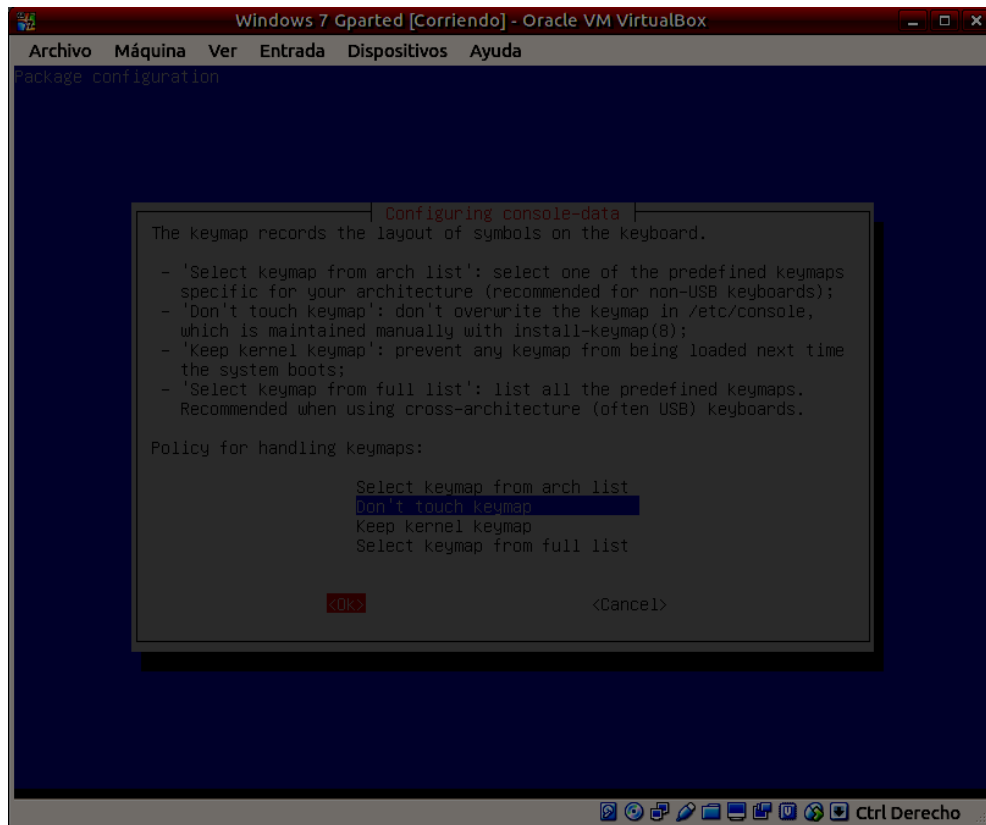 Windows 7 Gparted [Corriendo] - Oracle VM VirtualBox
Archivo Máquina Ver Entrada Dispositivos Ayuda
Package configuration
Configuring console-data
The keymap records the layout of symbols on the keyboard.
- 'Select keymap from arch list': select one of the predefined keymaps
specific for your architecture (recommended for non-USB keyboards);
- 'Don't touch keymap': don't overwrite the keymap in /etc/console,
which is maintained manually with install-keymap(8);
- 'Keep kernel keymap': prevent any keymap from being loaded next time
the system boots;
- 'Select keymap from full list': list all the predefined keymaps.
Recommended when using cross-architecture (often USB) keyboards.
Policy for handling keymaps:
Select keymap from arch list
Don't touch keymap
Keep kernel keymap
Select keymap from full list
<Ok> <Cancel>
Ctrl Derecho